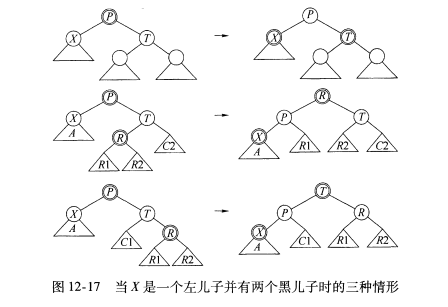 P P
X T X T
P R
X R T P T
A C2 X
R1 R2 A R1 R2 C2
P T
X T P R
A C1 R X C1 R1 R2
R1 R2 A
图 12-17 当 X 是一个左儿子并有两个黑儿子时的三种情形